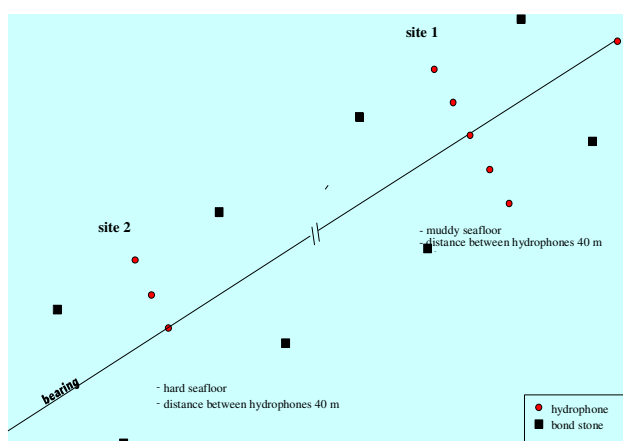 site 1
site 2
- muddy seafloor
- distance between hydrophones 40 m
bearing
- hard seafloor
- distance between hydrophones 40 m
hydrophone
bond stone